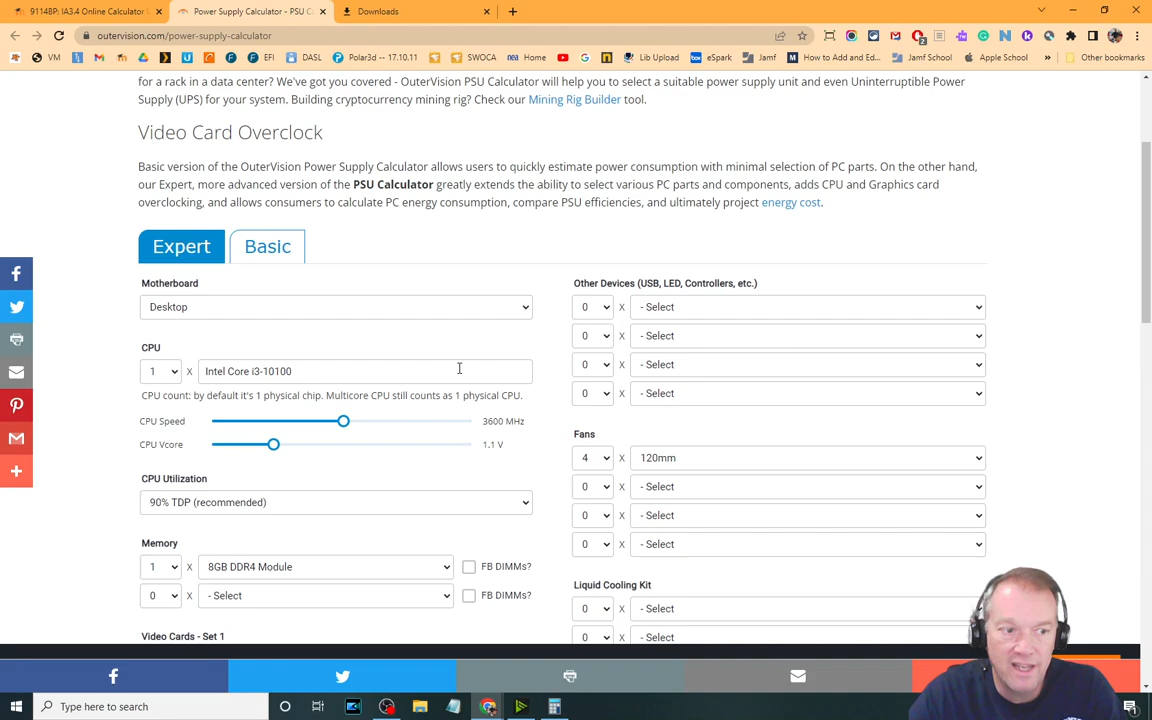 9114BP: IA3.4 Online Calculator
Power Supply Calculator - PSU C
Downloads
outervision.com/power-supply-calculator
VM
EFI
DASL
Polar3d -- 17.10.11
SWOCA
nea
Home
Lib Upload
box
eSpark
Jamf
How to Add and Ed...
Jamf School
Apple School
»
Other bookmarks
for a rack in a data center? We've got you covered - OuterVision PSU Calculator will help you to select a suitable power supply unit and even Uninterruptible Power
Supply (UPS) for your system. Building cryptocurrency mining rig? Check our Mining Rig Builder tool.
Video Card Overclock
Basic version of the OuterVision Power Supply Calculator allows users to quickly estimate power consumption with minimal selection of PC parts. On the other hand,
our Expert, more advanced version of the PSU Calculator greatly extends the ability to select various PC parts and components, adds CPU and Graphics card
overclocking, and allows consumers to calculate PC energy consumption, compare PSU efficiencies, and ultimately project energy cost.
Expert
Basic
Motherboard
Desktop
CPU
1 X Intel Core i3-10100
CPU count: by default it's 1 physical chip. Multicore CPU still counts as 1 physical CPU.
CPU Speed 3600 MHz
CPU Vcore 1.1 V
CPU Utilization
90% TDP (recommended)
Memory
1 X 8GB DDR4 Module FB DIMMs?
0 X - Select FB DIMMs?
Video Cards - Set 1
Other Devices (USB, LED, Controllers, etc.)
0 X - Select
0 X - Select
0 X - Select
0 X - Select
Fans
4 X 120mm
0 X - Select
0 X - Select
0 X - Select
Liquid Cooling Kit
0 X - Select
0 X - Select
Type here to search